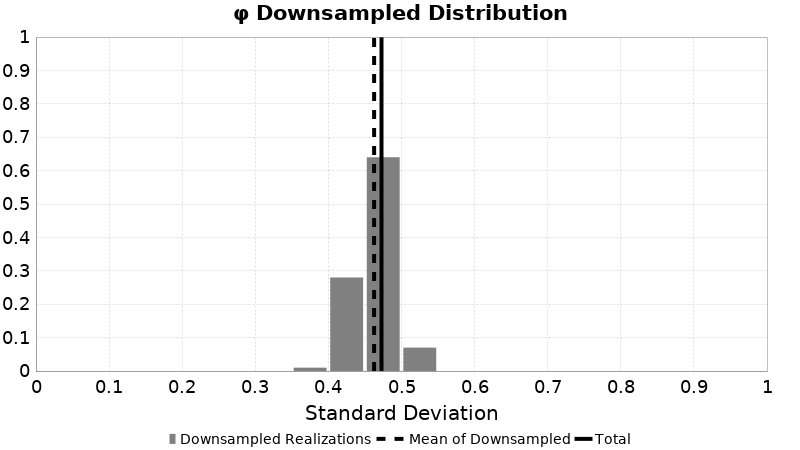 φ Downsampled Distribution
1
0.9
0.8
0.7
0.6
0.5
0.4
0.3
0.2
0.1
0
0 0.1 0.2 0.3 0.4 0.5 0.6 0.7 0.8 0.9 1
Standard Deviation
Downsampled Realizations Mean of Downsampled Total